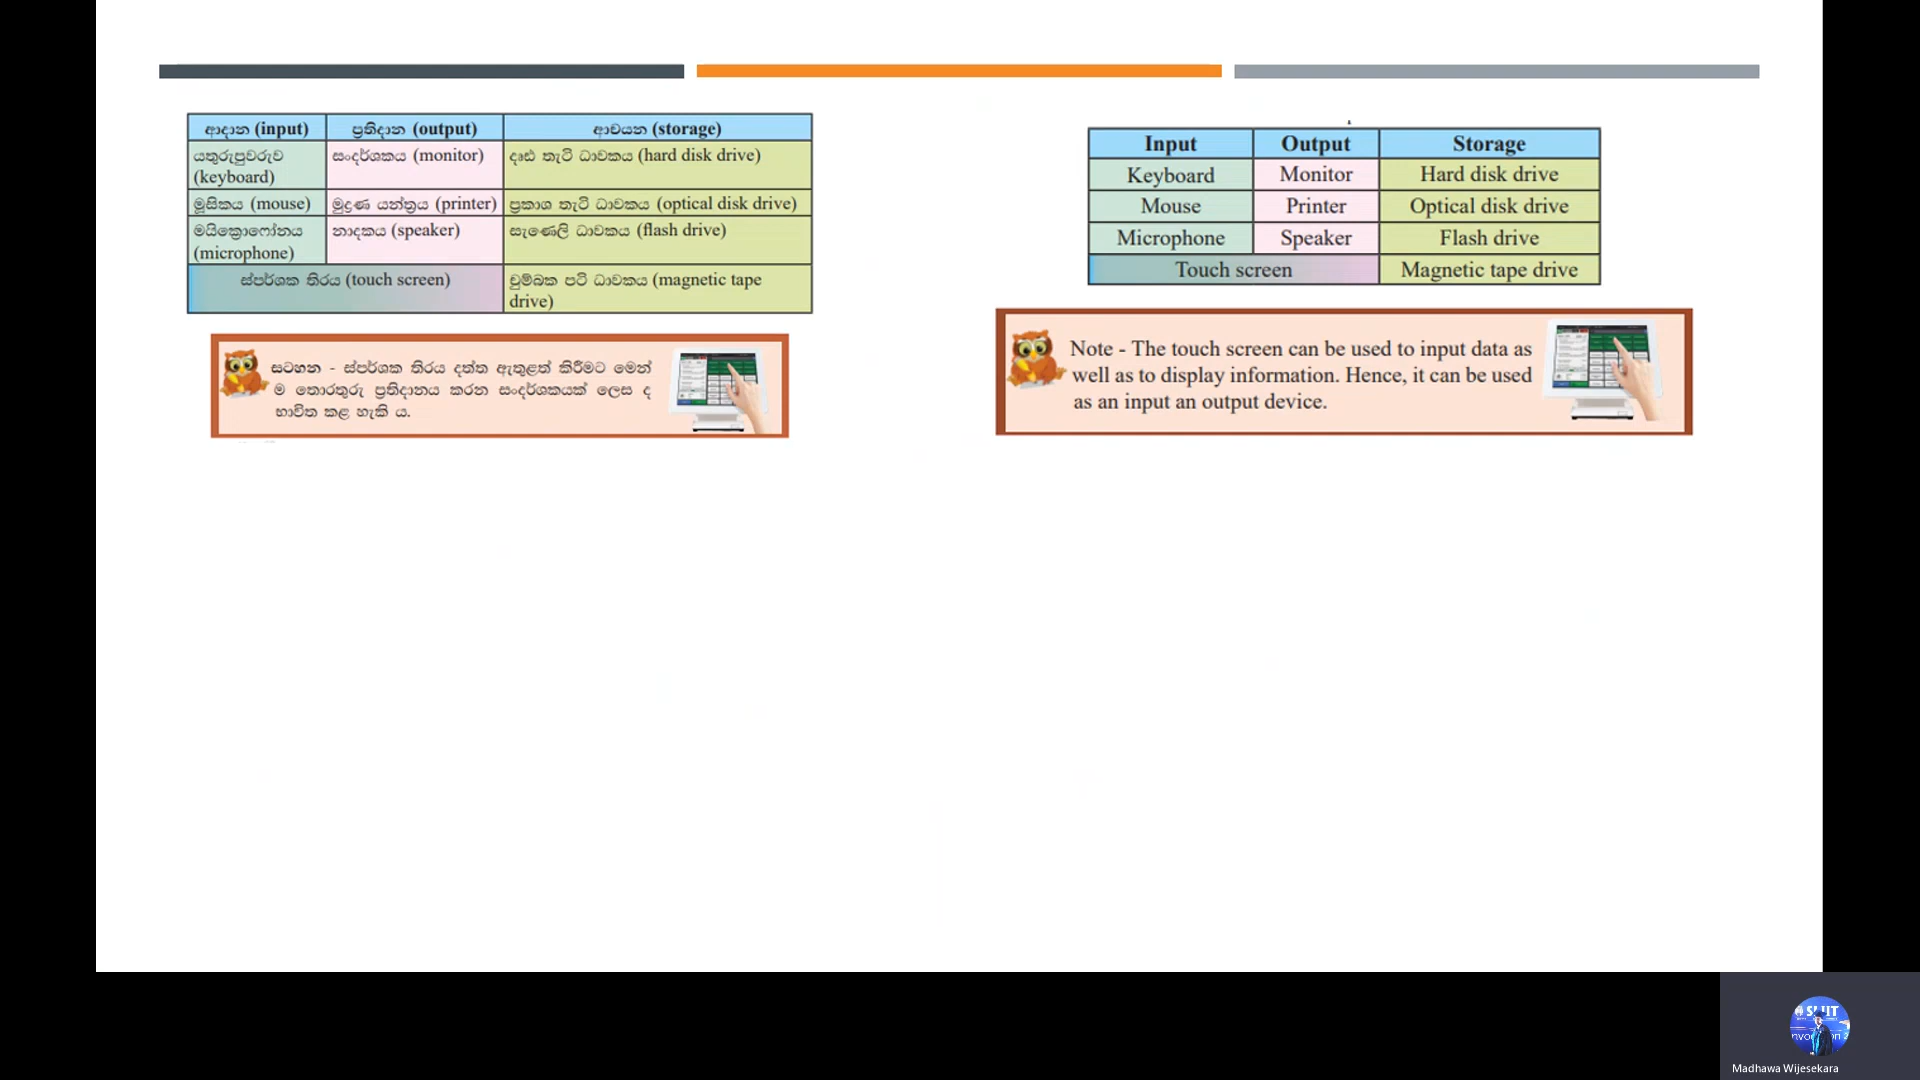 ආදාන (input) ප්‍රතිදාන (output) ආචයන (storage)
යතුරුපුවරුව (keyboard) සංදර්ශකය (monitor) දෘඪ තැටි ධාවකය (hard disk drive)
මූසිකය (mouse) මුද්‍රණ යන්ත්‍රය (printer) ප්‍රකාශ තැටි ධාවකය (optical disk drive)
මයික්‍රොෆෝනය (microphone) නාදකය (speaker) සැණෙලි ධාවකය (flash drive)
ස්පර්ශක තිරය (touch screen) චුම්බක පටි ධාවකය (magnetic tape drive)
සටහන - ස්පර්ශක තිරය දත්ත ඇතුළත් කිරීමට මෙන්
ම තොරතුරු ප්‍රතිදානය කරන සංදර්ශකයක් ලෙස ද
භාවිත කළ හැකි ය.
Input Output Storage
Keyboard Monitor Hard disk drive
Mouse Printer Optical disk drive
Microphone Speaker Flash drive
Touch screen Magnetic tape drive
Note - The touch screen can be used to input data as
well as to display information. Hence, it can be used
as an input an output device.
Madhawa Wijesekara